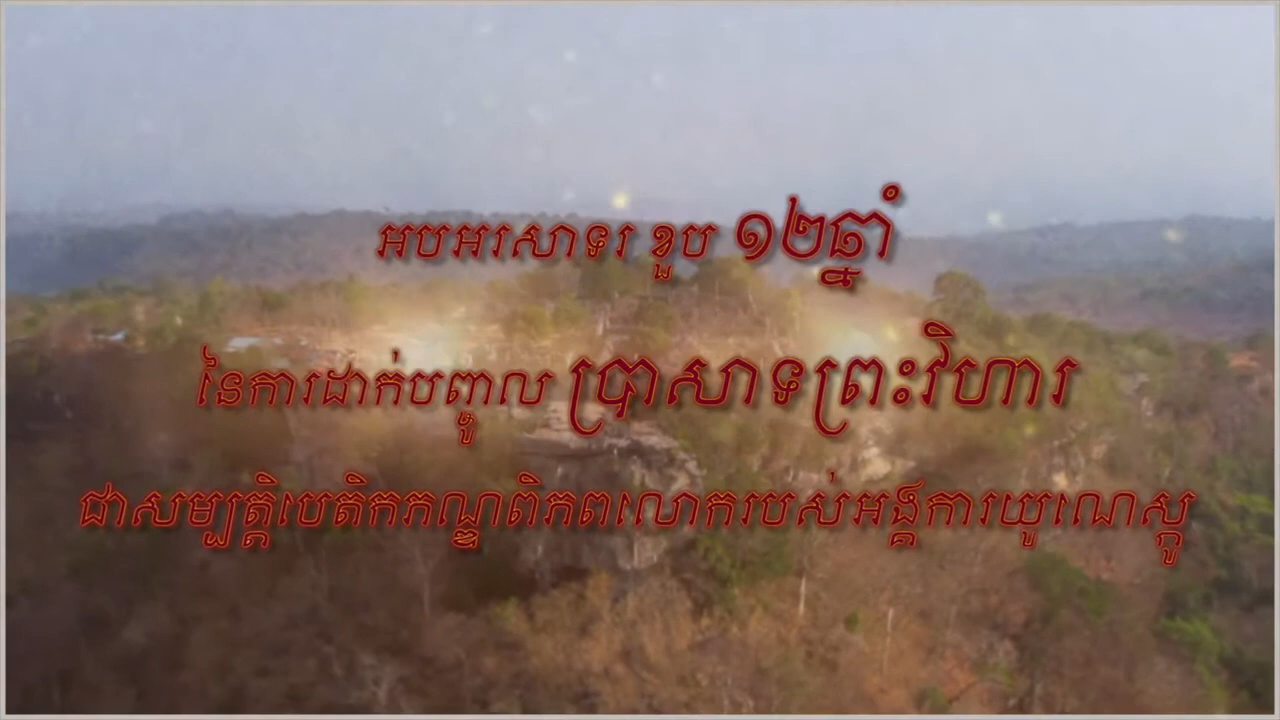 អបអរសាទរ ខួប ១២ឆ្នាំ
នៃការដាក់បញ្ចូល ប្រាសាទព្រះវិហារ
ជាសម្បត្តិបេតិកភណ្ឌពិភពលោករបស់អង្គការយូណេស្កូ